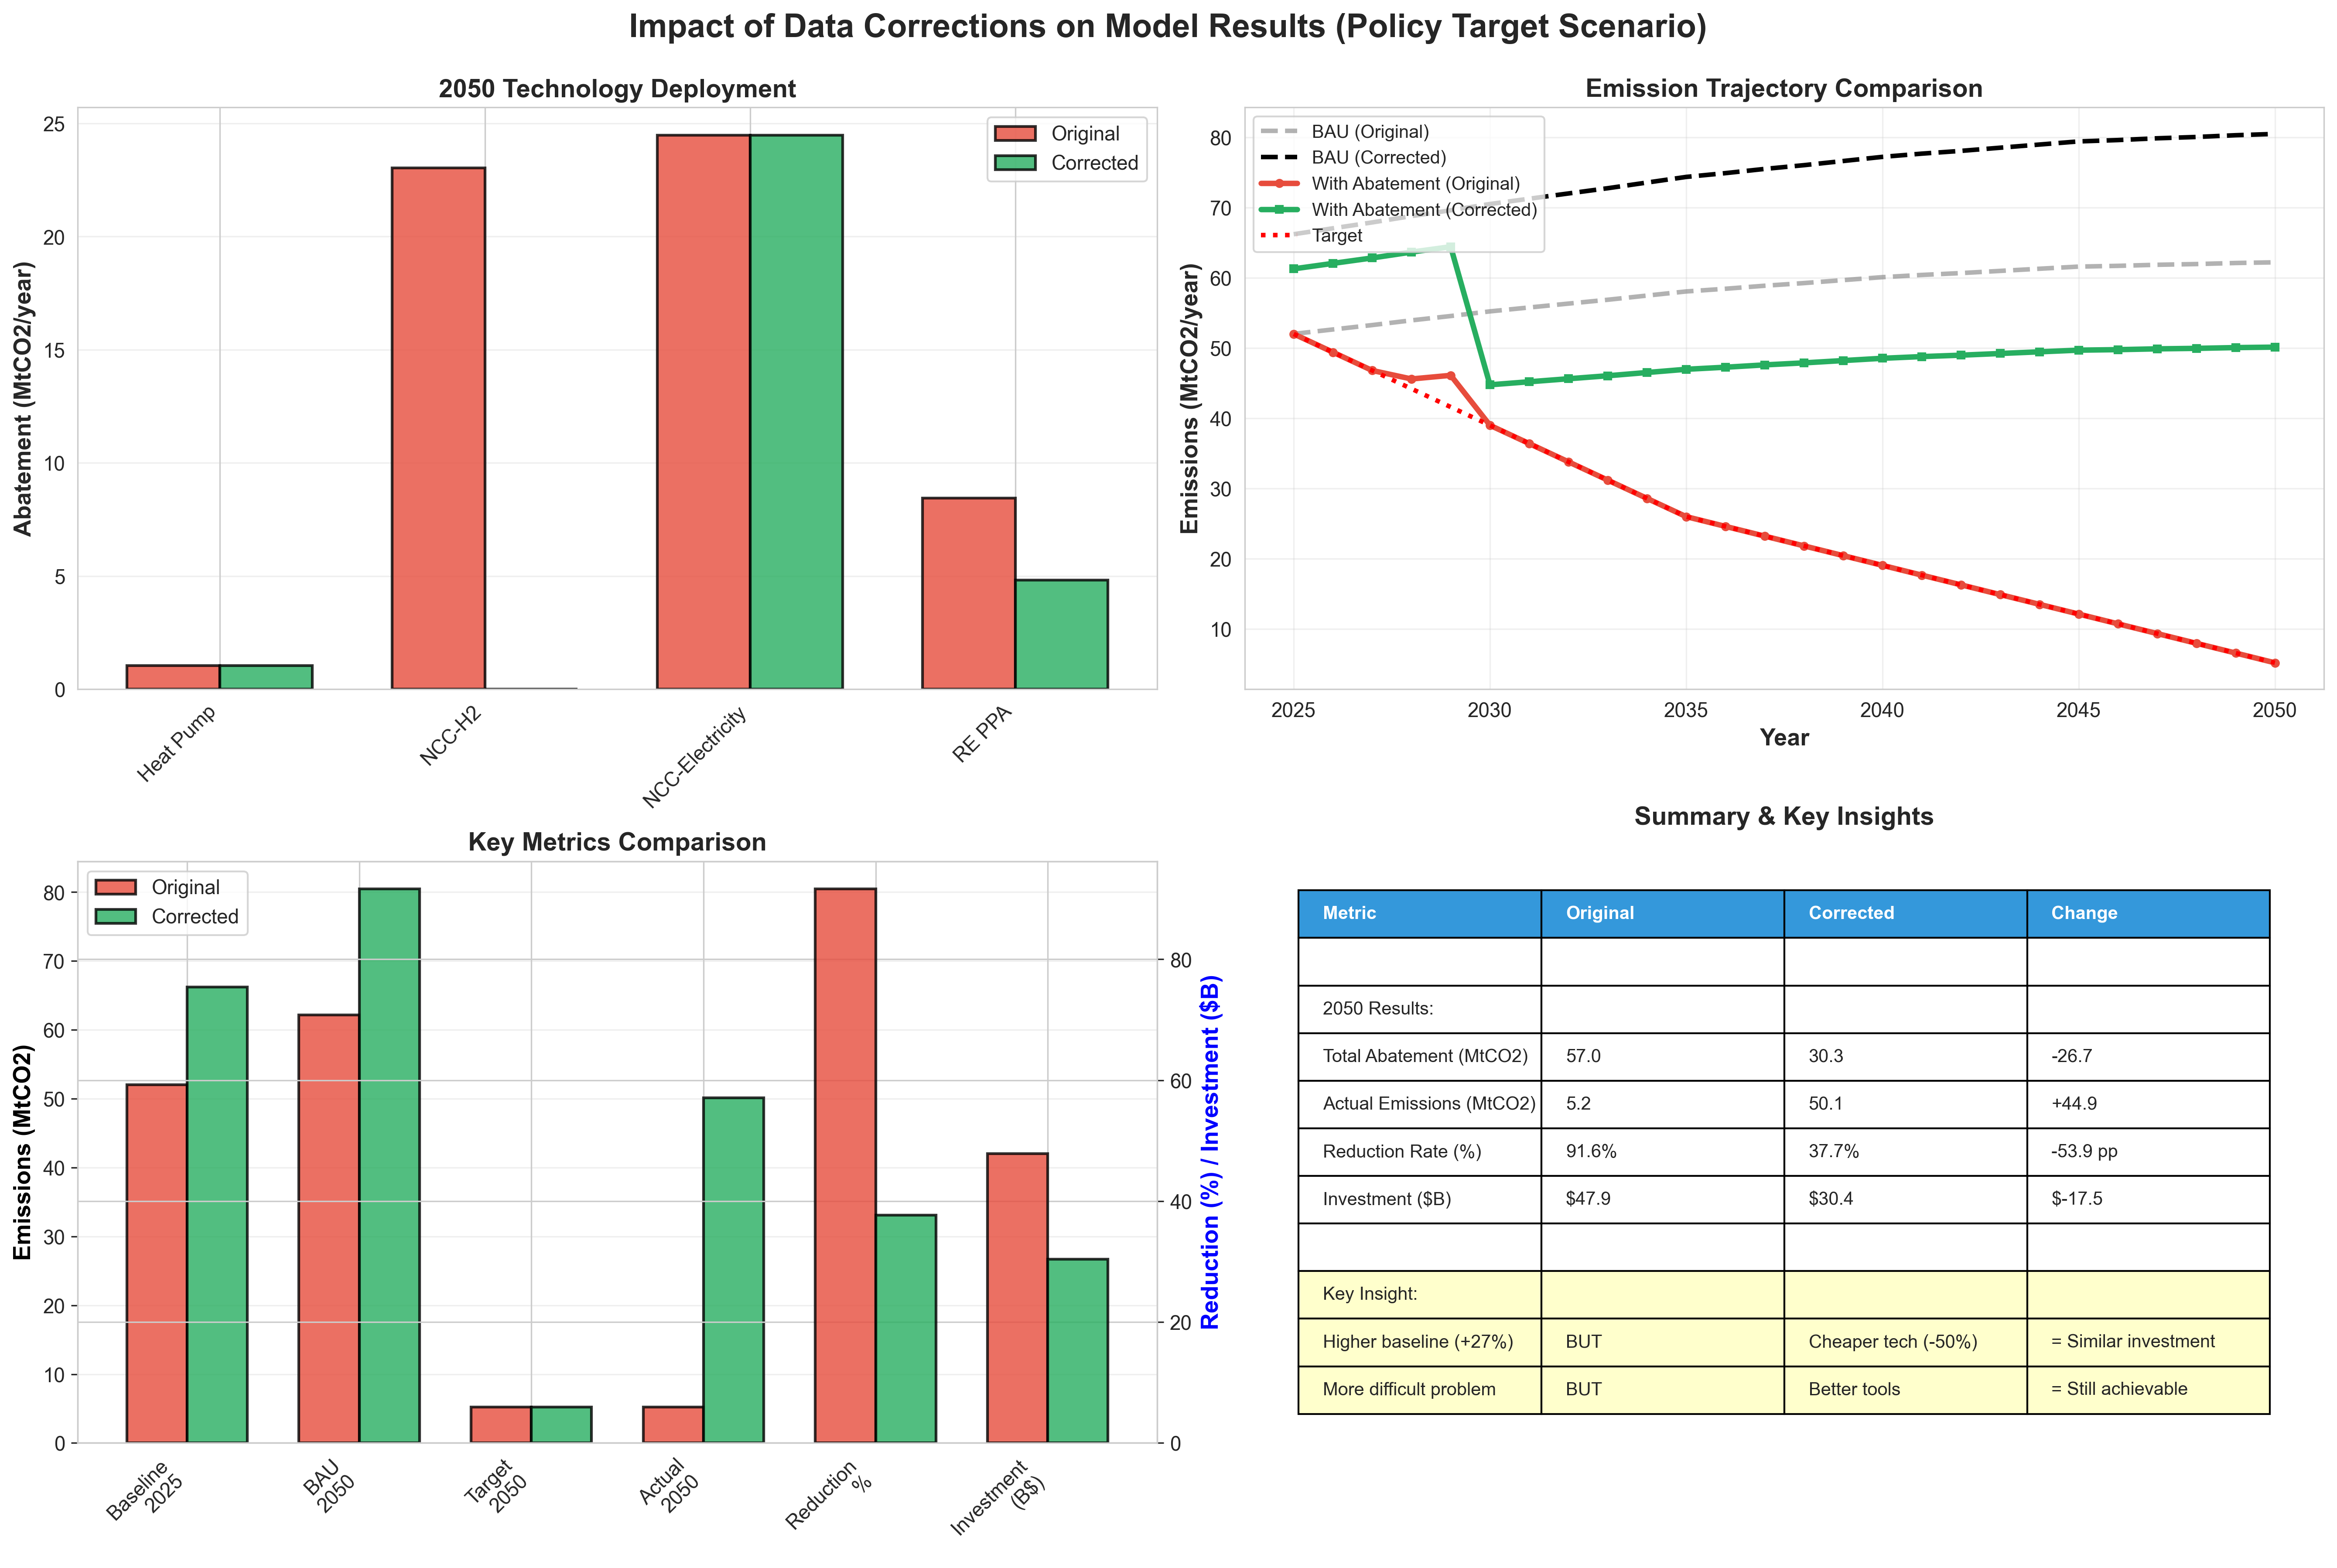 Impact of Data Corrections on Model Results (Policy Target Scenario)
2050 Technology Deployment
Abatement (MtCO2/year)
25
20
15
10
5
0
Original
Corrected
Heat Pump
NCC-H2
NCC-Electricity
RE PPA
Emission Trajectory Comparison
Emissions (MtCO2/year)
80
70
60
50
40
30
20
10
BAU (Original)
BAU (Corrected)
With Abatement (Original)
With Abatement (Corrected)
Target
2025
2030
2035
2040
2045
2050
Year
Key Metrics Comparison
Emissions (MtCO2)
80
70
60
50
40
30
20
10
0
Original
Corrected
80
60
40
20
0
Reduction (%) / Investment ($B)
Baseline
2025
BAU
2050
Target
2050
Actual
2050
Reduction
%
Investment
(B$)
Summary & Key Insights
Metric Original Corrected Change
2050 Results:
Total Abatement (MtCO2) 57.0 30.3 -26.7
Actual Emissions (MtCO2) 5.2 50.1 +44.9
Reduction Rate (%) 91.6% 37.7% -53.9 pp
Investment ($B) $47.9 $30.4 $-17.5
Key Insight:
Higher baseline (+27%) BUT Cheaper tech (-50%) = Similar investment
More difficult problem BUT Better tools = Still achievable